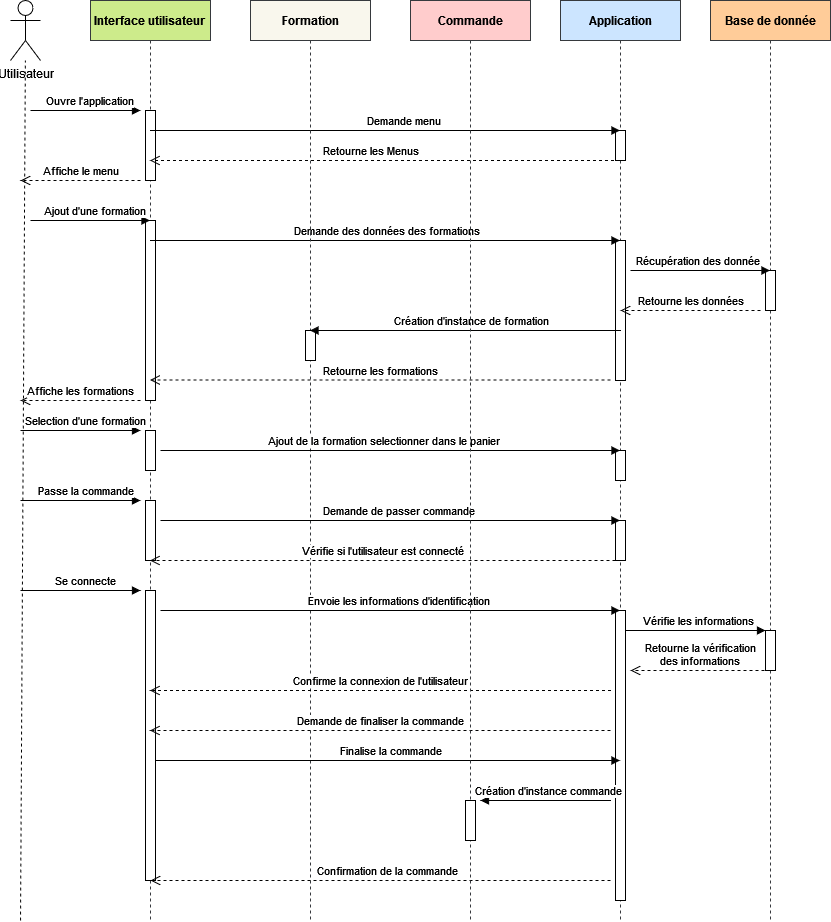 Interface utilisateur
Formation
Commande
Application
Base de donnée
Utilisateur
Ouvre l'application
Demande menu
Retourne les Menus
Affiche le menu
Ajout d'une formation
Demande des données des formations
Récupération des donnée
Retourne les données
Création d'instance de formation
Retourne les formations
Affiche les formations
Selection d'une formation
Ajout de la formation selectionner dans le panier
Passe la commande
Demande de passer commande
Vérifie si l'utilisateur est connecté
Se connecte
Envoie les informations d'identification
Vérifie les informations
Retourne la vérification
des informations
Confirme la connexion de l'utilisateur
Demande de finaliser la commande
Finalise la commande
Création d'instance commande
Confirmation de la commande